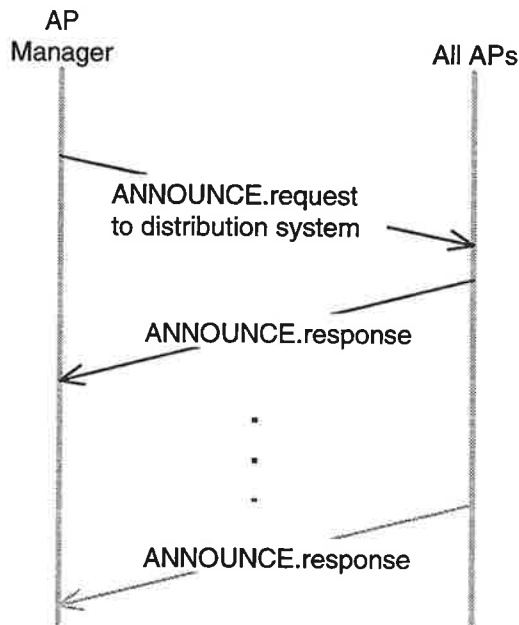 AP
Manager
All APs
ANNOUNCE.request
to distribution system
ANNOUNCE.response
ANNOUNCE.response